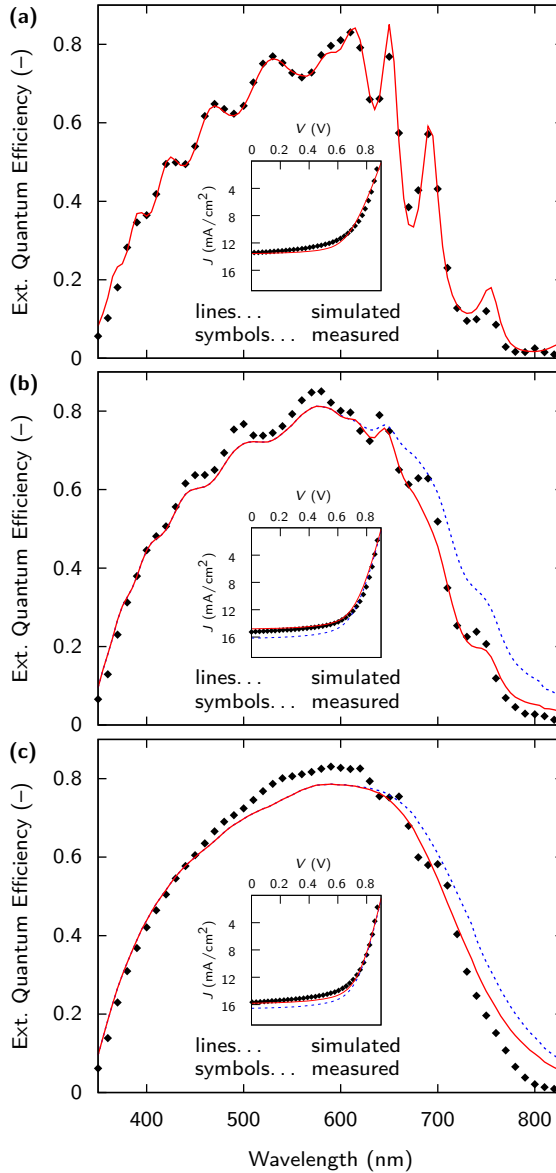 (a)
Ext. Quantum Efficiency (−)
0.8
0.6
0.4
0.2
0
V (V)
0 0.2 0.4 0.6 0.8
J (mA/cm²)
4
8
12
16
lines... simulated
symbols... measured
(b)
Ext. Quantum Efficiency (−)
0.8
0.6
0.4
0.2
0
V (V)
0 0.2 0.4 0.6 0.8
J (mA/cm²)
4
8
12
16
lines... simulated
symbols... measured
(c)
Ext. Quantum Efficiency (−)
0.8
0.6
0.4
0.2
0
V (V)
0 0.2 0.4 0.6 0.8
J (mA/cm²)
4
8
12
16
lines... simulated
symbols... measured
400 500 600 700 800
Wavelength (nm)